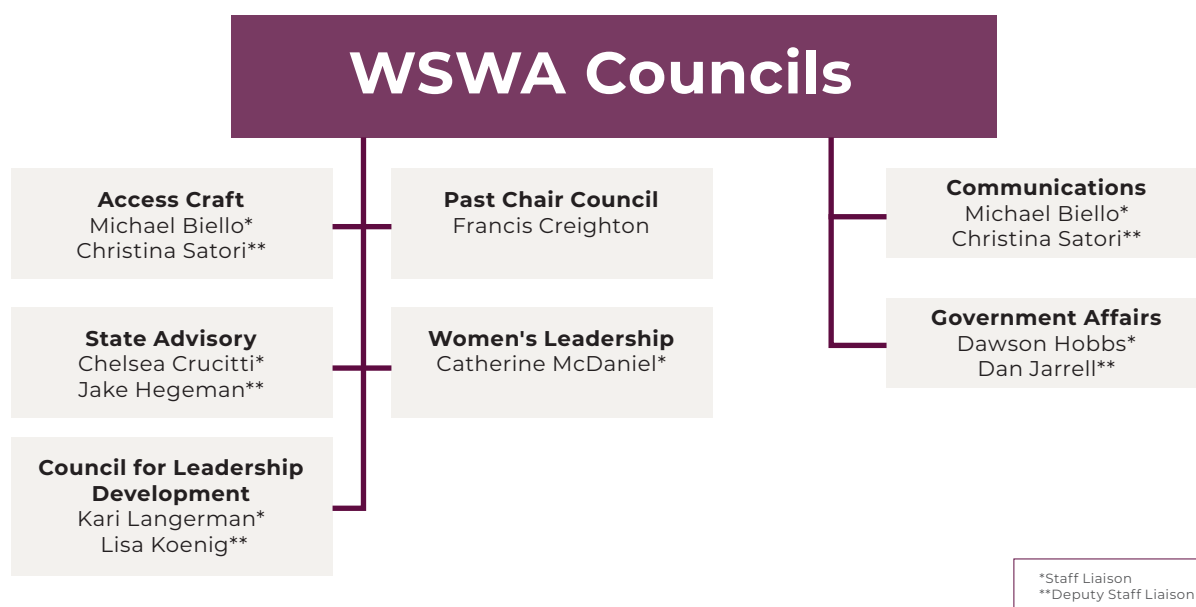 WSWA Councils
Access Craft
Michael Biello*
Christina Satori**
Past Chair Council
Francis Creighton
Communications
Michael Biello*
Christina Satori**
State Advisory
Chelsea Crucitti*
Jake Hegeman**
Women's Leadership
Catherine McDaniel*
Government Affairs
Dawson Hobbs*
Dan Jarrell**
Council for Leadership
Development
Kari Langerman*
Lisa Koenig**
*Staff Liaison
**Deputy Staff Liaison